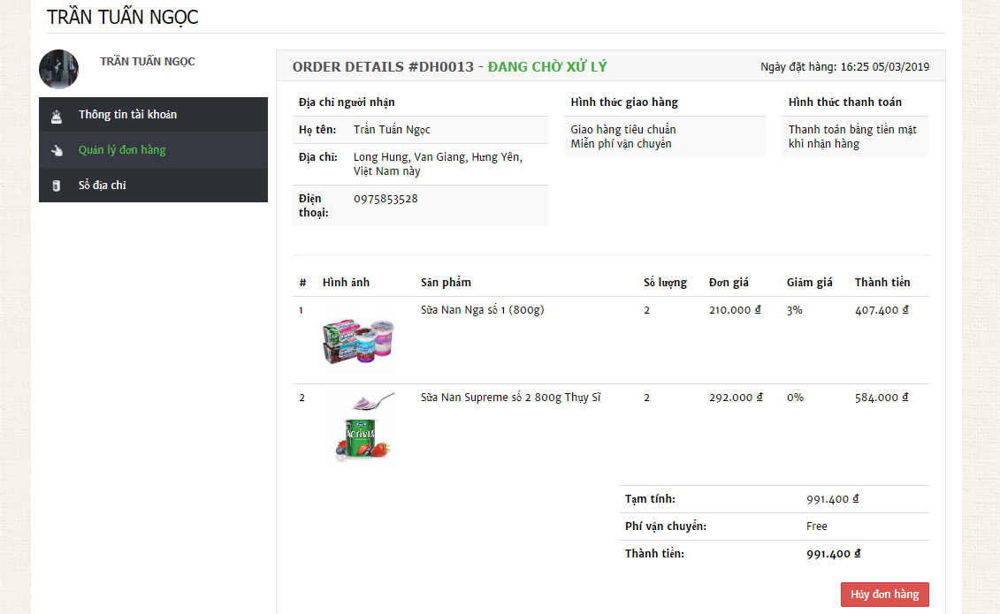 TRẦN TUẤN NGỌC
TRẦN TUẤN NGỌC
Thông tin tài khoản
Quản lý đơn hàng
Sổ địa chỉ
ORDER DETAILS #DH0013 - ĐANG CHỜ XỬ LÝ
Ngày đặt hàng: 16:25 05/03/2019
Địa chỉ người nhận
Họ tên: Trần Tuấn Ngọc
Địa chỉ: Long Hung, Van Giang, Hưng Yên,
Việt Nam này
Điện 0975853528
thoại:
Hình thức giao hàng
Giao hàng tiêu chuẩn
Miễn phí vận chuyển
Hình thức thanh toán
Thanh toán bằng tiền mặt
khi nhận hàng
# Hình ảnh Sản phẩm Số lượng Đơn giá Giảm giá Thành tiền
1 Sữa Nan Nga số 1 (800g) 2 210.000 ₫ 3% 407.400 ₫
2 Sữa Nan Supreme số 2 800g Thụy Sĩ 2 292.000 ₫ 0% 584.000 ₫
ACTIVIA
Tạm tính: 991.400 ₫
Phí vận chuyển: Free
Thành tiền: 991.400 ₫
Hủy đơn hàng